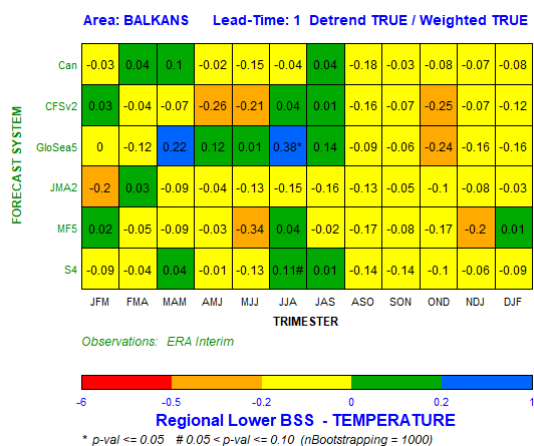 Area: BALKANS Lead-Time: 1 Detrend TRUE / Weighted TRUE
FORECAST SYSTEM
Can -0.03 0.04 0.1 -0.02 -0.15 -0.04 0.04 -0.18 -0.03 -0.08 -0.07 -0.08
CFSv2 0.03 -0.04 -0.07 -0.26 -0.21 0.04 0.01 -0.16 -0.07 -0.25 -0.07 -0.12
GloSea5 0 -0.12 0.22 0.12 0.01 0.38* 0.14 -0.09 -0.06 -0.24 -0.16 -0.16
JMA2 -0.2 0.03 -0.09 -0.04 -0.13 -0.15 -0.16 -0.13 -0.05 -0.1 -0.08 -0.03
MF5 0.02 -0.05 -0.09 -0.03 -0.34 0.04 -0.02 -0.17 -0.08 -0.17 -0.2 0.01
S4 -0.09 -0.04 0.04 -0.01 -0.13 0.11# 0.01 -0.14 -0.14 -0.1 -0.06 -0.09
JFM FMA MAM AMJ MJJ JJA JAS ASO SON OND NDJ DJF
TRIMESTER
Observations: ERA Interim
-6 -0.5 -0.2 0 0.2 1
Regional Lower BSS - TEMPERATURE
* p-val <= 0.05 # 0.05 < p-val <= 0.10 (nBootstrapping = 1000)